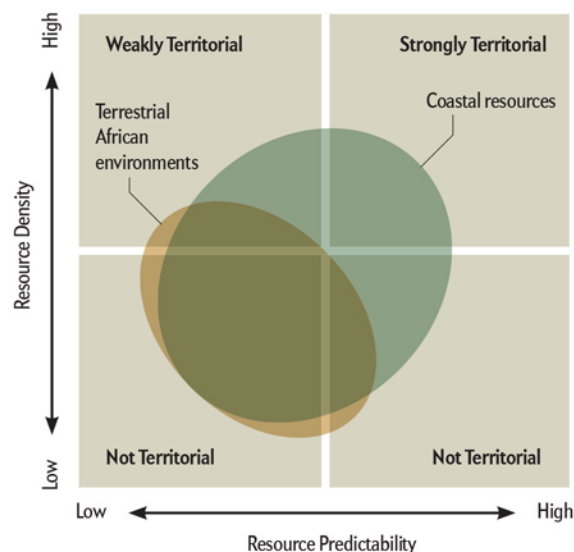 High
Weakly Territorial
Strongly Territorial
Terrestrial
African
environments
Coastal resources
Resource Density
Low
Not Territorial
Not Territorial
Low
High
Resource Predictability